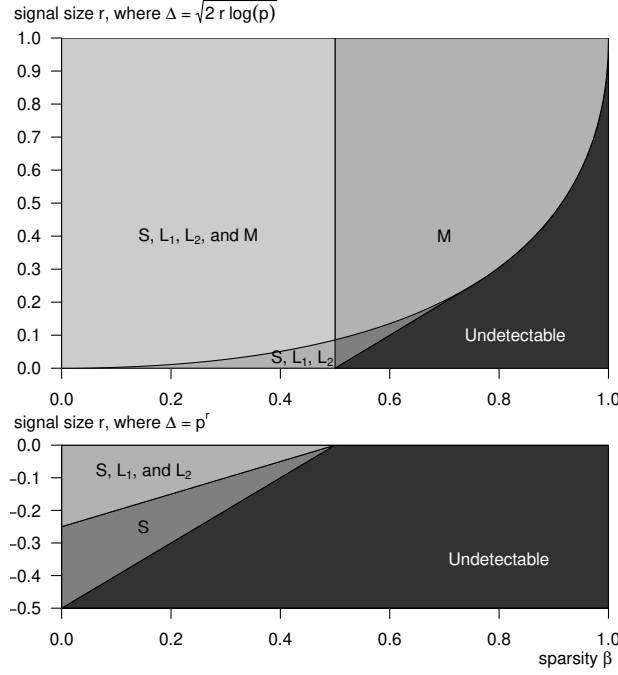 signal size r, where Δ = √2 r log(p)
1.0
0.9
0.8
0.7
0.6
0.5
0.4
0.3
0.2
0.1
0.0
S, L₁, L₂, and M
M
S, L₁, L₂
Undetectable
0.0 0.2 0.4 0.6 0.8 1.0
signal size r, where Δ = pʳ
0.0
−0.1
−0.2
−0.3
−0.4
−0.5
S, L₁, and L₂
S
Undetectable
0.0 0.2 0.4 0.6 0.8 1.0
sparsity β